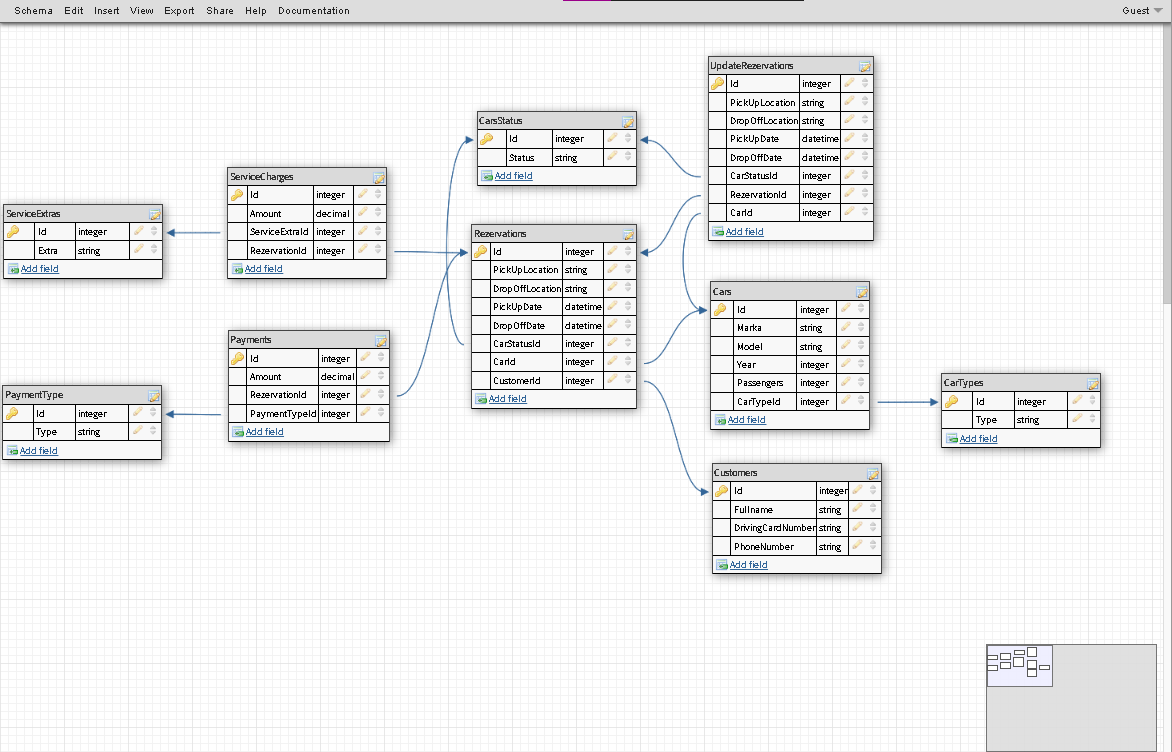 Schema Edit Insert View Export Share Help Documentation Guest
UpdateRezervations
Id integer
PickUpLocation string
DropOffLocation string
PickUpDate datetime
DropOffDate datetime
CarStatusId integer
RezervationId integer
CarId integer
Add field
CarsStatus
Id integer
Status string
Add field
ServiceCharges
Id integer
Amount decimal
ServiceExtraId integer
RezervationId integer
Add field
ServiceExtras
Id integer
Extra string
Add field
Rezervations
Id integer
PickUpLocation string
DropOffLocation string
PickUpDate datetime
DropOffDate datetime
CarStatusId integer
CarId integer
CustomerId integer
Add field
Cars
Id integer
Marka string
Model string
Year integer
Passengers integer
CarTypeId integer
Add field
Payments
Id integer
Amount decimal
RezervationId integer
PaymentTypeId integer
Add field
PaymentType
Id integer
Type string
Add field
CarTypes
Id integer
Type string
Add field
Customers
Id integer
Fullname string
DrivingCardNumber string
PhoneNumber string
Add field